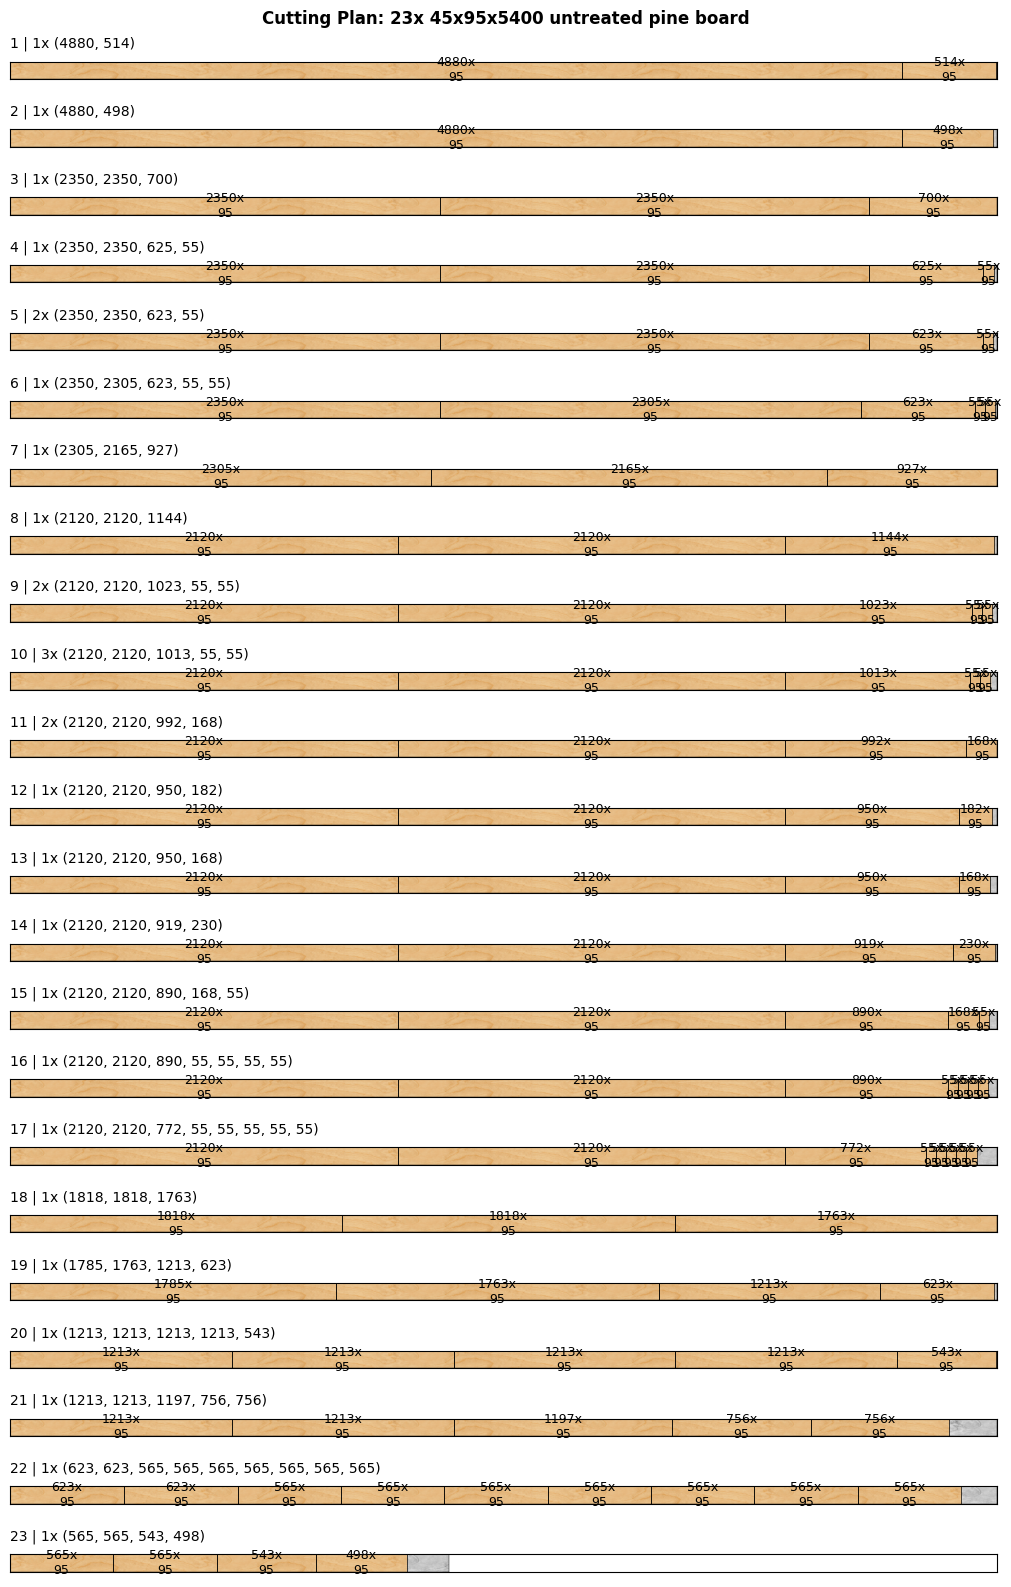 Cutting Plan: 23x 45x95x5400 untreated pine board
1 | 1x (4880, 514)
4880x 514x
95 95
2 | 1x (4880, 498)
4880x 498x
95 95
3 | 1x (2350, 2350, 700)
2350x 2350x 700x
95 95 95
4 | 1x (2350, 2350, 625, 55)
2350x 2350x 625x 55x
95 95 95 95
5 | 2x (2350, 2350, 623, 55)
2350x 2350x 623x 55x
95 95 95 95
6 | 1x (2350, 2305, 623, 55, 55)
2350x 2305x 623x 55x 55x
95 95 95 95 95
7 | 1x (2305, 2165, 927)
2305x 2165x 927x
95 95 95
8 | 1x (2120, 2120, 1144)
2120x 2120x 1144x
95 95 95
9 | 2x (2120, 2120, 1023, 55, 55)
2120x 2120x 1023x 55x 55x
95 95 95 95 95
10 | 3x (2120, 2120, 1013, 55, 55)
2120x 2120x 1013x 55x 55x
95 95 95 95 95
11 | 2x (2120, 2120, 992, 168)
2120x 2120x 992x 168x
95 95 95 95
12 | 1x (2120, 2120, 950, 182)
2120x 2120x 950x 182x
95 95 95 95
13 | 1x (2120, 2120, 950, 168)
2120x 2120x 950x 168x
95 95 95 95
14 | 1x (2120, 2120, 919, 230)
2120x 2120x 919x 230x
95 95 95 95
15 | 1x (2120, 2120, 890, 168, 55)
2120x 2120x 890x 168x 55x
95 95 95 95 95
16 | 1x (2120, 2120, 890, 55, 55, 55, 55)
2120x 2120x 890x 55x 55x 55x 55x
95 95 95 95 95 95 95
17 | 1x (2120, 2120, 772, 55, 55, 55, 55, 55)
2120x 2120x 772x 55x 55x 55x 55x 55x
95 95 95 95 95 95 95 95
18 | 1x (1818, 1818, 1763)
1818x 1818x 1763x
95 95 95
19 | 1x (1785, 1763, 1213, 623)
1785x 1763x 1213x 623x
95 95 95 95
20 | 1x (1213, 1213, 1213, 1213, 543)
1213x 1213x 1213x 1213x 543x
95 95 95 95 95
21 | 1x (1213, 1213, 1197, 756, 756)
1213x 1213x 1197x 756x 756x
95 95 95 95 95
22 | 1x (623, 623, 565, 565, 565, 565, 565, 565, 565)
623x 623x 565x 565x 565x 565x 565x 565x 565x
95 95 95 95 95 95 95 95 95
23 | 1x (565, 565, 543, 498)
565x 565x 543x 498x
95 95 95 95